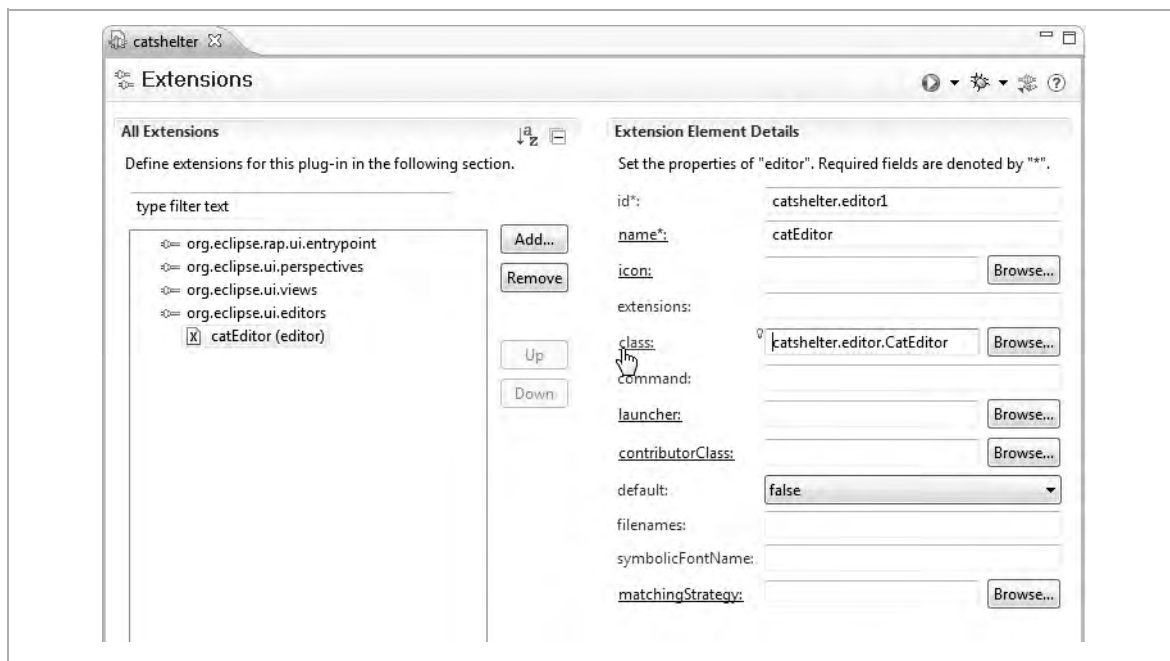 catshelter
Extensions
All Extensions
Define extensions for this plug-in in the following section.
type filter text
org.eclipse.rap.ui.entrypoint
org.eclipse.ui.perspectives
org.eclipse.ui.views
org.eclipse.ui.editors
catEditor (editor)
Add...
Remove
Up
Down
Extension Element Details
Set the properties of "editor". Required fields are denoted by "*".
id*: catshelter.editor1
name*: catEditor
icon: Browse...
extensions:
class: catshelter.editor.CatEditor Browse...
command:
launcher: Browse...
contributorClass: Browse...
default: false
filenames:
symbolicFontName:
matchingStrategy: Browse...